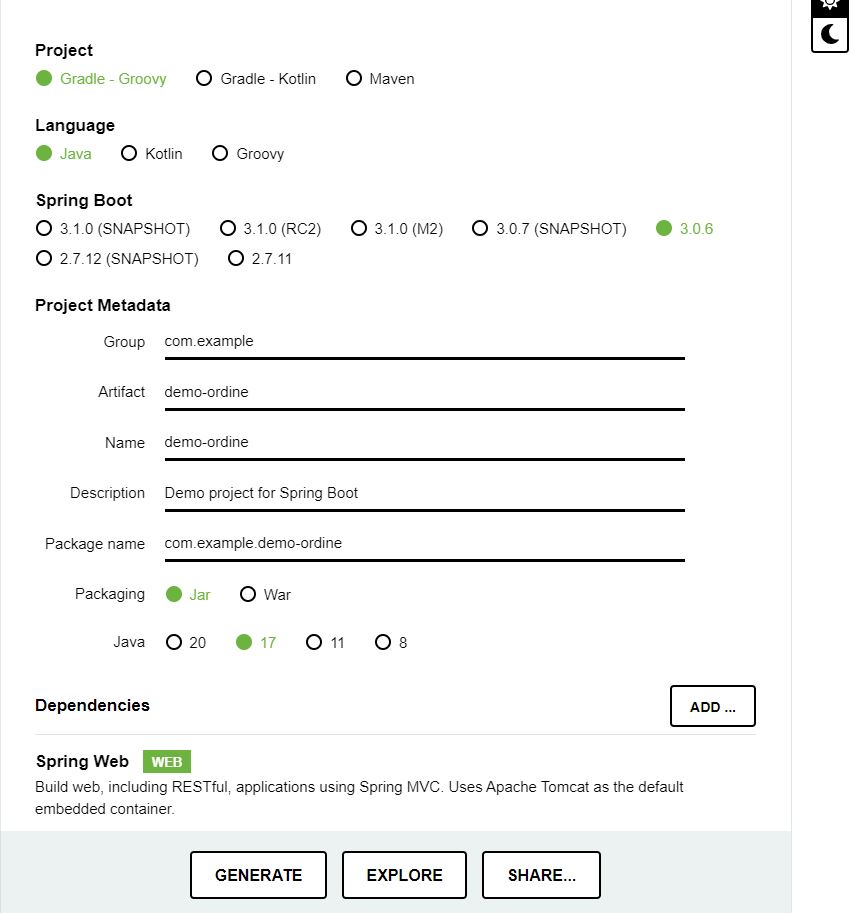 Project
Gradle - Groovy Gradle - Kotlin Maven
Language
Java Kotlin Groovy
Spring Boot
3.1.0 (SNAPSHOT) 3.1.0 (RC2) 3.1.0 (M2) 3.0.7 (SNAPSHOT) 3.0.6
2.7.12 (SNAPSHOT) 2.7.11
Project Metadata
Group com.example
Artifact demo-ordine
Name demo-ordine
Description Demo project for Spring Boot
Package name com.example.demo-ordine
Packaging Jar War
Java 20 17 11 8
Dependencies ADD ...
Spring Web WEB
Build web, including RESTful, applications using Spring MVC. Uses Apache Tomcat as the default
embedded container.
GENERATE EXPLORE SHARE...